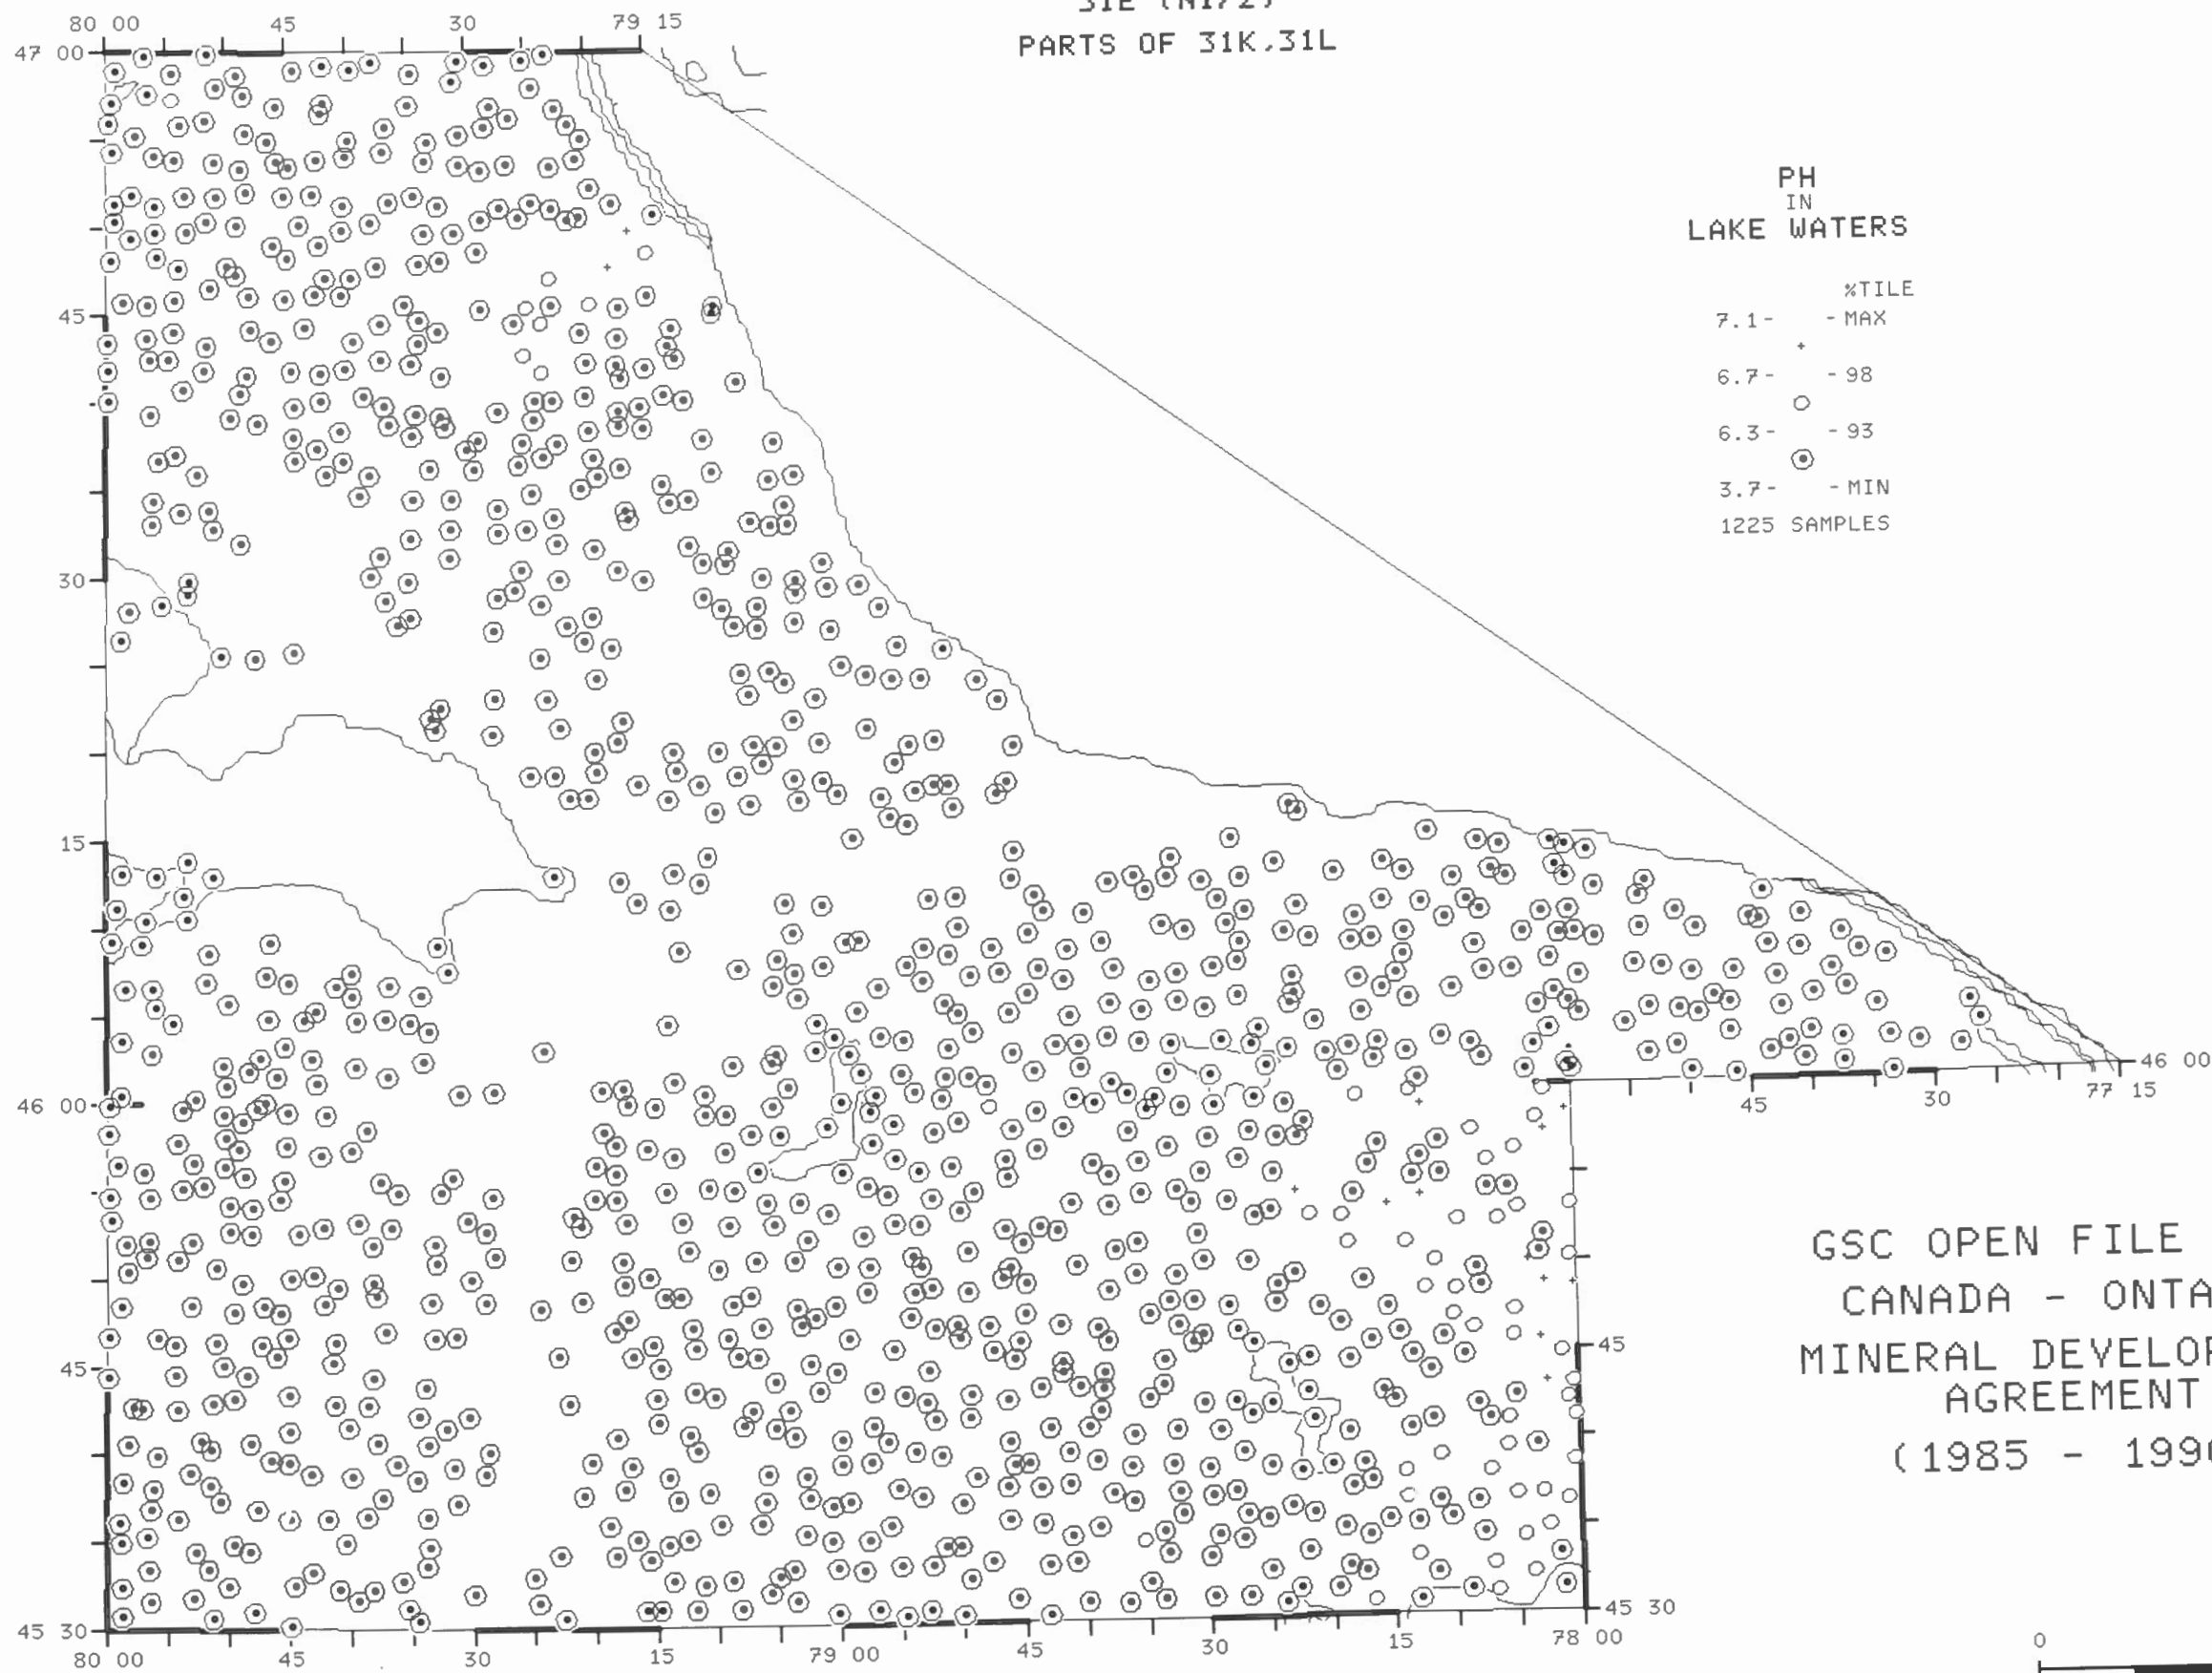 PARTS OF 31K,31L
80 00 45 30 79 15
47 00
45
30
15
46 00
45
45 30
80 00 45 30 15 79 00 45 30 15 78 00
PH
IN
LAKE WATERS
%TILE
7.1- - MAX
6.7- - 98
6.3- - 93
3.7- - MIN
1225 SAMPLES
46 00
45 30 77 15
45
45 30
GSC OPEN FILE
CANADA - ONTA
MINERAL DEVELOP
AGREEMENT
(1985 - 199
0